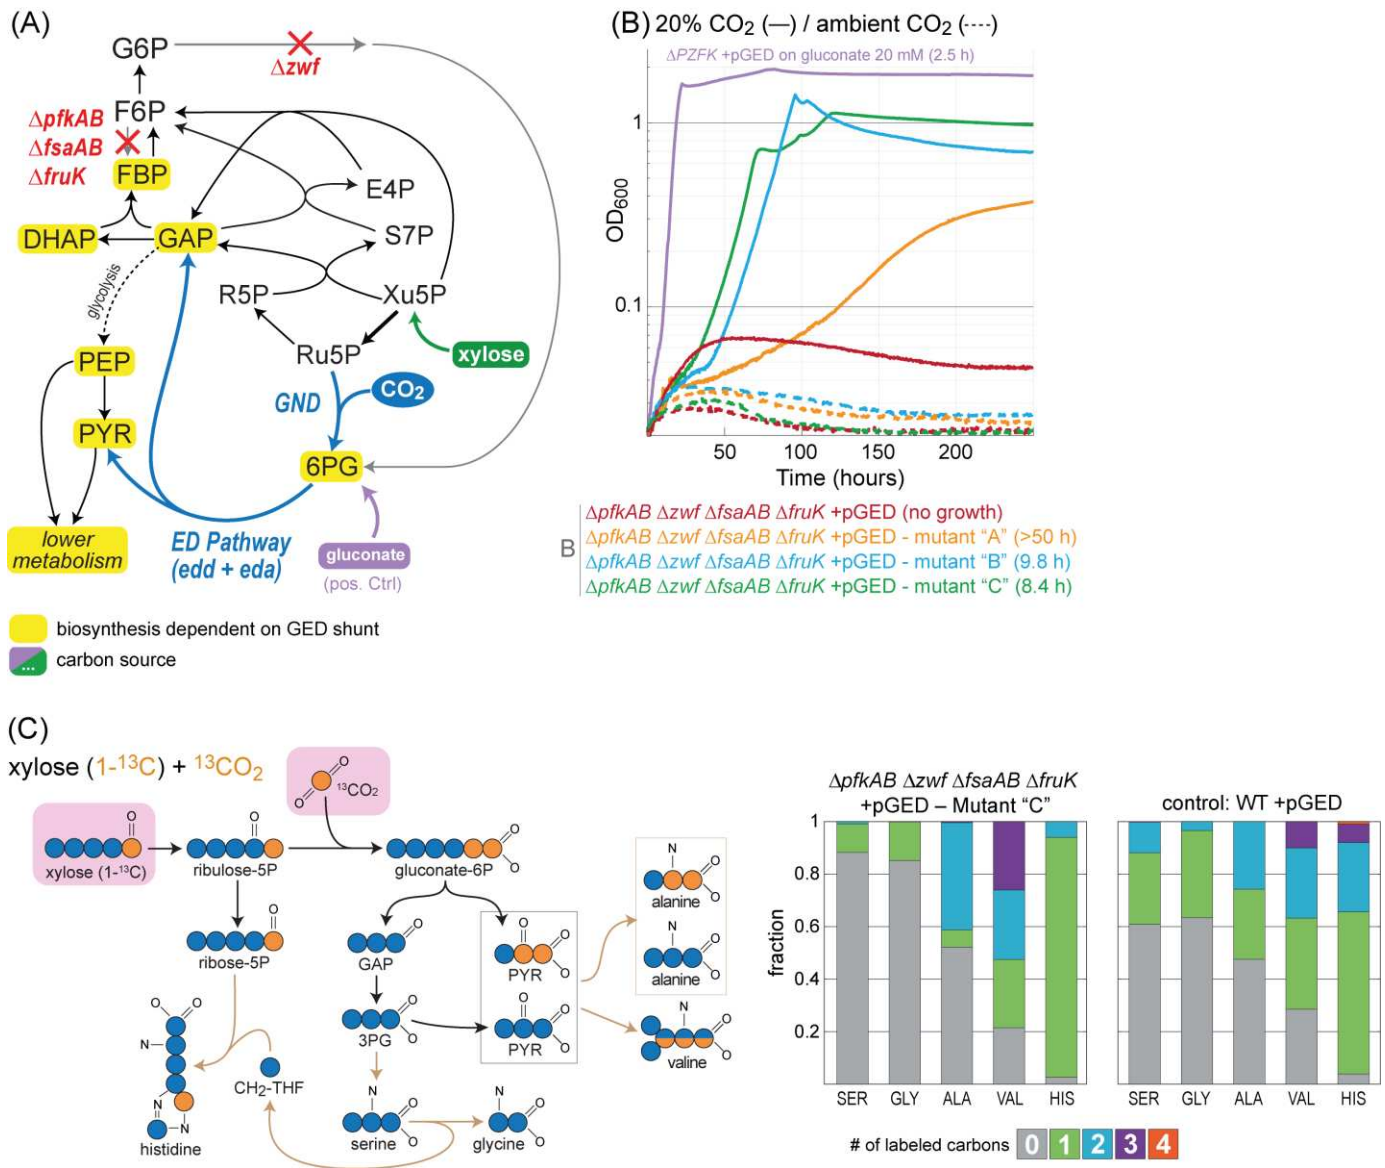 (A)
G6P
Δzwf
F6P
ΔpfkAB
ΔfsaAB
ΔfruK
FBP
E4P
DHAP
GAP
S7P
glycolysis
R5P
Xu5P
PEP
Ru5P
xylose
GND
CO2
PYR
6PG
lower
metabolism
ED Pathway
(edd + eda)
gluconate
(pos. Ctrl)
biosynthesis dependent on GED shunt
... carbon source
(B) 20% CO2 (—) / ambient CO2 (----)
ΔPZFK +pGED on gluconate 20 mM (2.5 h)
1
0.1
OD600
50 100 150 200
Time (hours)
B
ΔpfkAB Δzwf ΔfsaAB ΔfruK +pGED (no growth)
ΔpfkAB Δzwf ΔfsaAB ΔfruK +pGED - mutant "A" (>50 h)
ΔpfkAB Δzwf ΔfsaAB ΔfruK +pGED - mutant "B" (9.8 h)
ΔpfkAB Δzwf ΔfsaAB ΔfruK +pGED - mutant "C" (8.4 h)
(C)
xylose (1-13C) + 13CO2
O
O
13CO2
O
xylose (1-13C)
O
ribulose-5P
O
O
gluconate-6P
O
ribose-5P
O
GAP
O
O
O
PYR
N
O
O
alanine
N
O
O
alanine
O
O
3PG
O
O
O
PYR
N
O
O
valine
O
O
N
N
N
histidine
CH2-THF
N
O
O
serine
N
O
O
glycine
ΔpfkAB Δzwf ΔfsaAB ΔfruK
+pGED – Mutant "C"
control: WT +pGED
1
0.8
0.6
0.4
0.2
fraction
SER GLY ALA VAL HIS
SER GLY ALA VAL HIS
# of labeled carbons 0 1 2 3 4